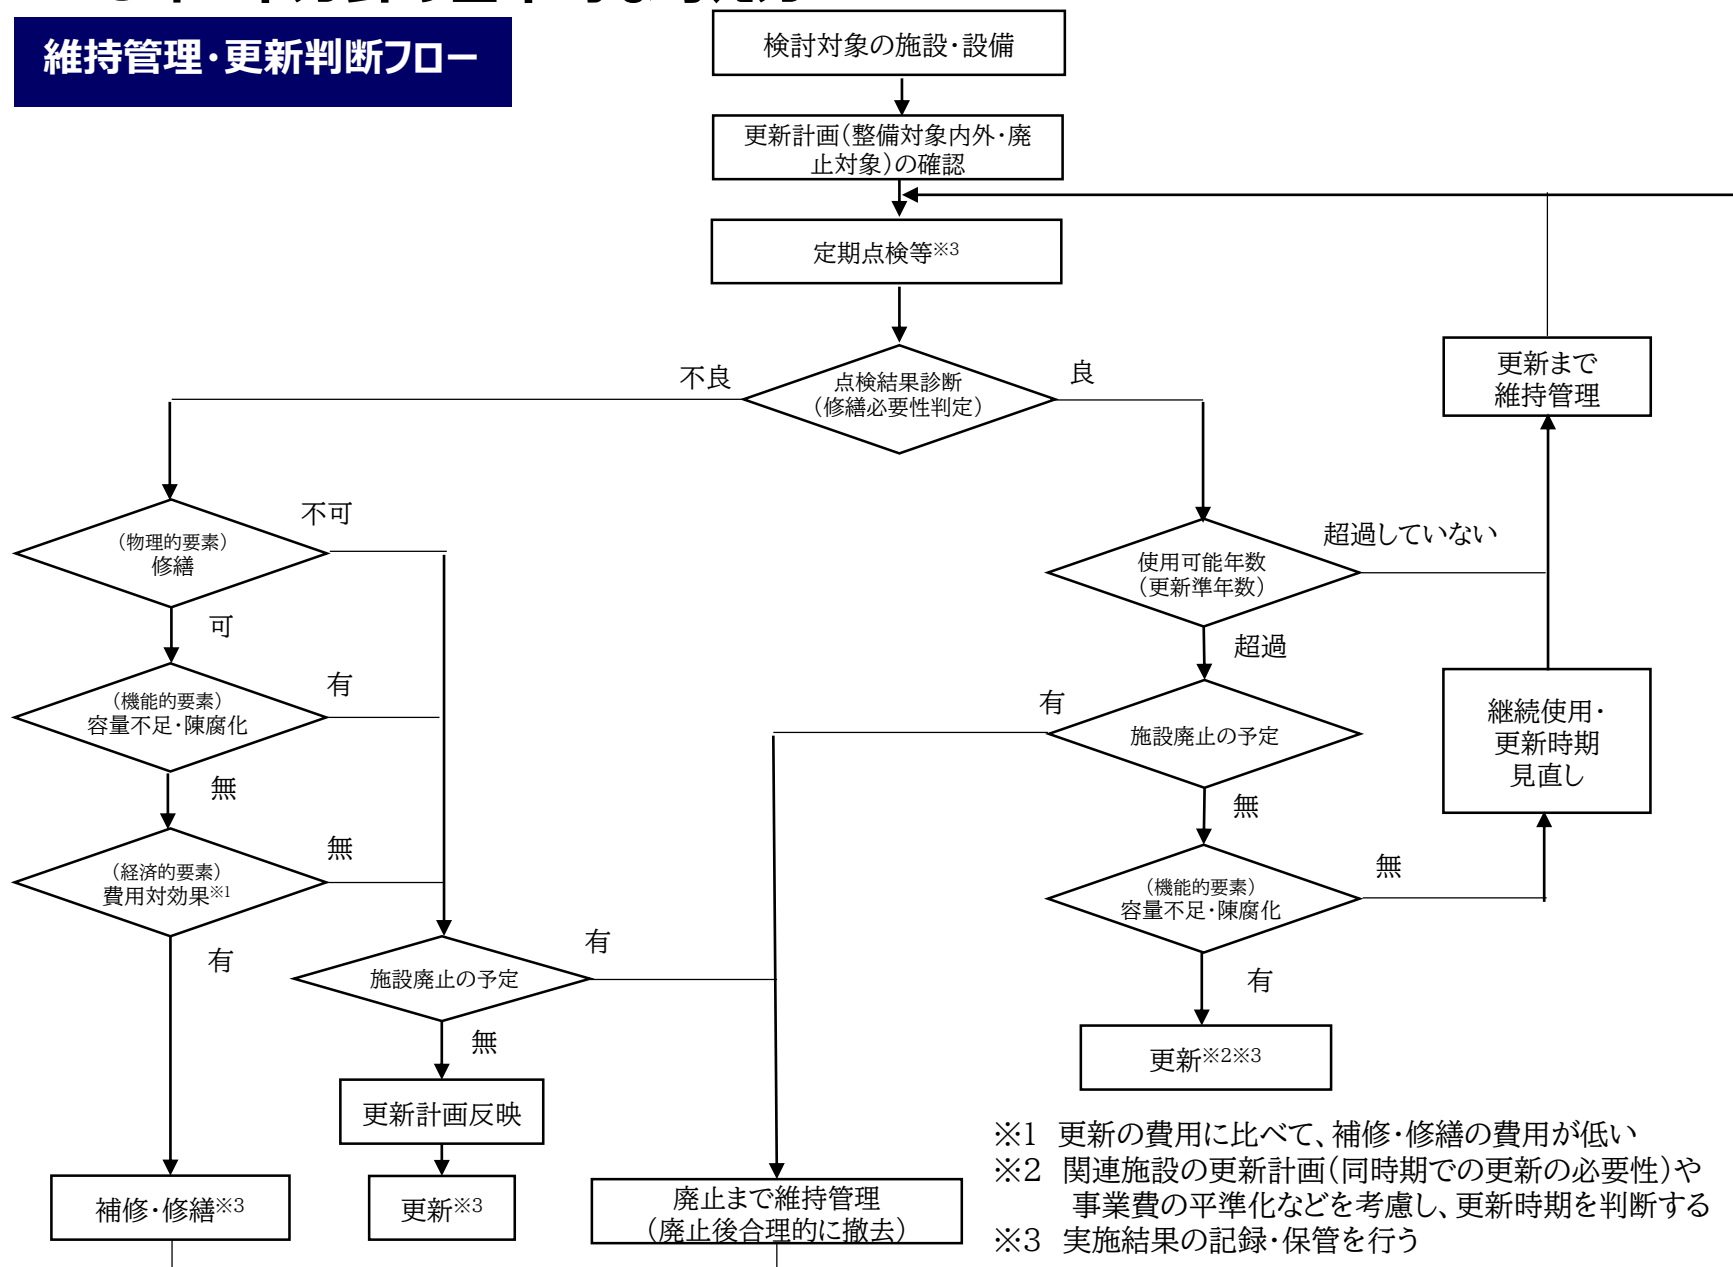 維持管理・更新判断フロー
検討対象の施設・設備
更新計画（整備対象内外・廃
止対象）の確認
定期点検等※3
点検結果診断
（修繕必要性判定）
不良
良
更新まで
維持管理
（物理的要素）
修繕
不可
可
使用可能年数
（更新準年数）
超過していない
超過
（機能的要素）
容量不足・陳腐化
有
無
施設廃止の予定
有
無
継続使用・
更新時期
見直し
（経済的要素）
費用対効果※1
無
有
（機能的要素）
容量不足・陳腐化
無
有
施設廃止の予定
有
無
更新※2※3
更新計画反映
補修・修繕※3
更新※3
廃止まで維持管理
（廃止後合理的に撤去）
※1 更新の費用に比べて、補修・修繕の費用が低い
※2 関連施設の更新計画（同時期での更新の必要性）や
事業費の平準化などを考慮し、更新時期を判断する
※3 実施結果の記録・保管を行う